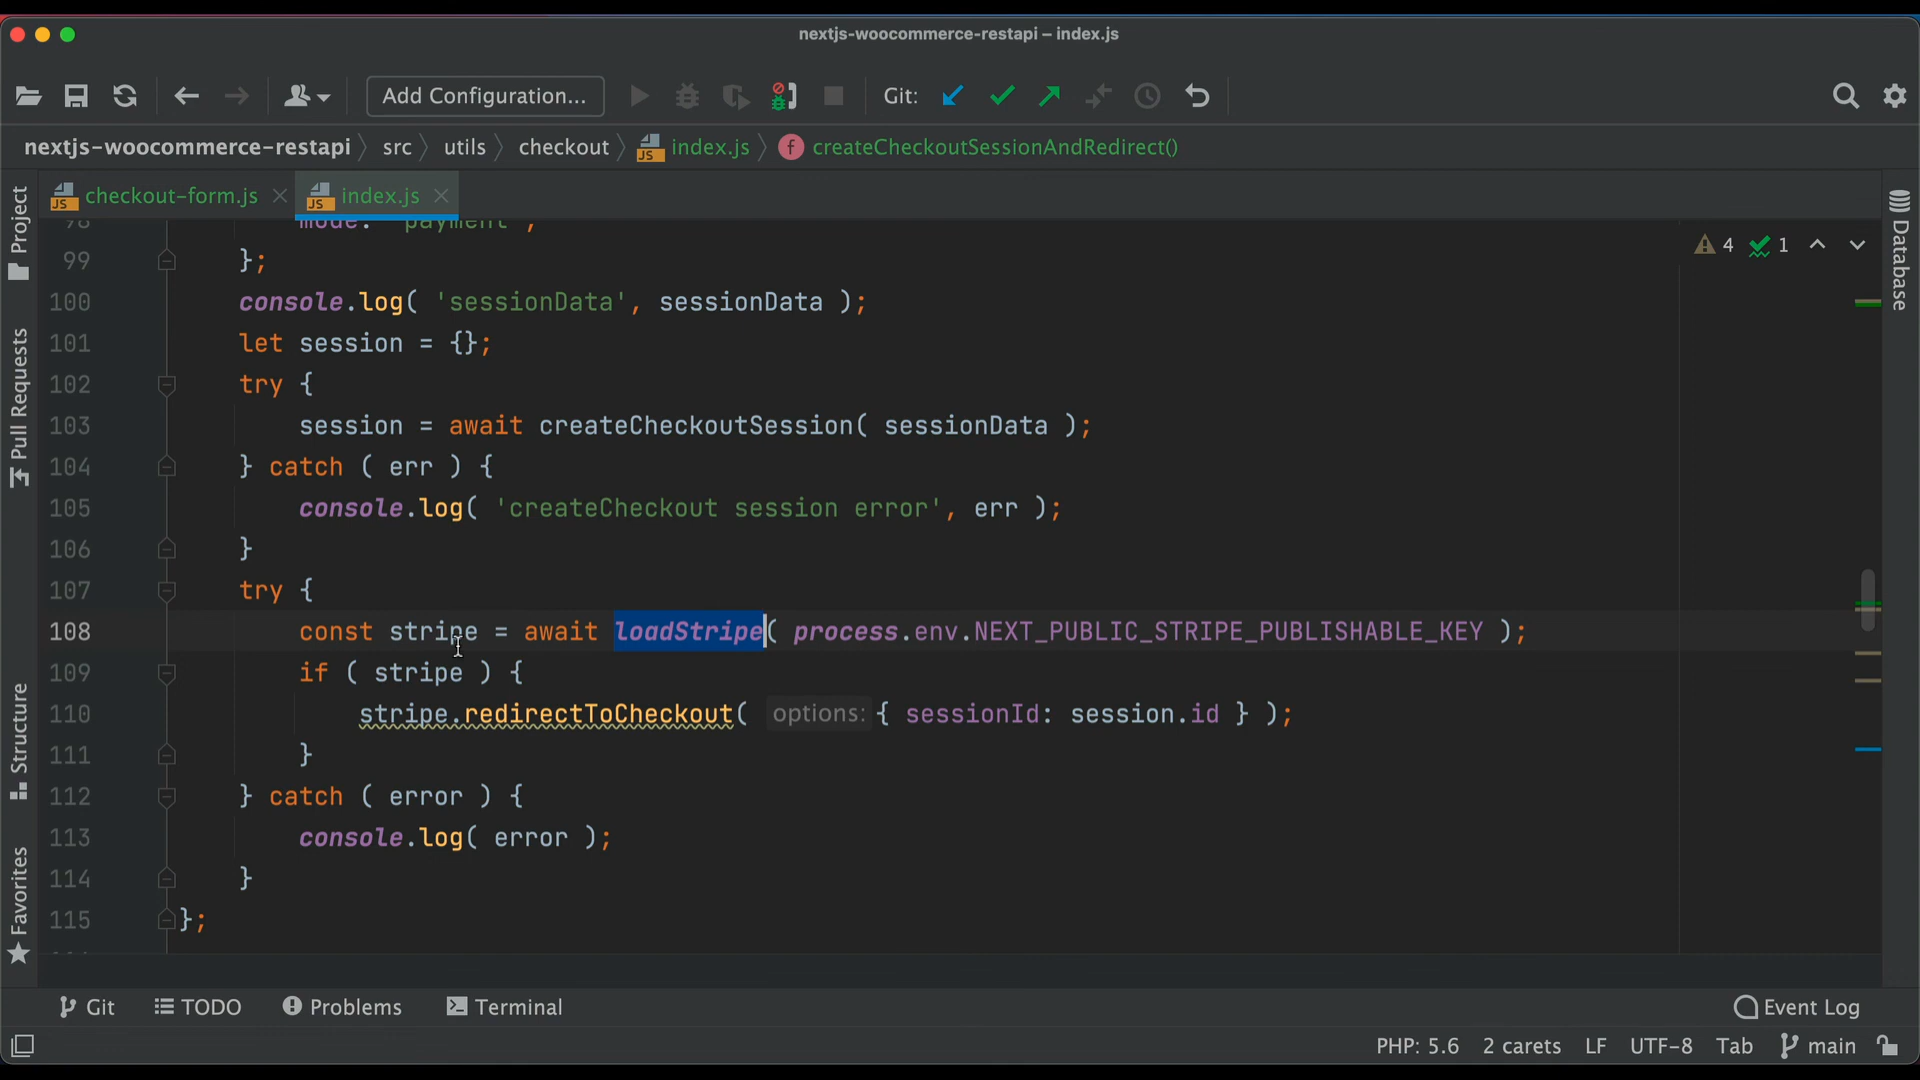 nextjs-woocommerce-restapi – index.js
Add Configuration...
Git:
nextjs-woocommerce-restapi src utils checkout index.js createCheckoutSessionAndRedirect()
checkout-form.js
index.js
Project
Pull Requests
Structure
Favorites
Database
4 1
98 mode: 'payment',
99 };
100 console.log( 'sessionData', sessionData );
101 let session = {};
102 try {
103 session = await createCheckoutSession( sessionData );
104 } catch ( err ) {
105 console.log( 'createCheckout session error', err );
106 }
107 try {
108 const stripe = await loadStripe( process.env.NEXT_PUBLIC_STRIPE_PUBLISHABLE_KEY );
109 if ( stripe ) {
110 stripe.redirectToCheckout( options: { sessionId: session.id } );
111 }
112 } catch ( error ) {
113 console.log( error );
114 }
115 };
Git TODO Problems Terminal Event Log
PHP: 5.6 2 carets LF UTF-8 Tab main